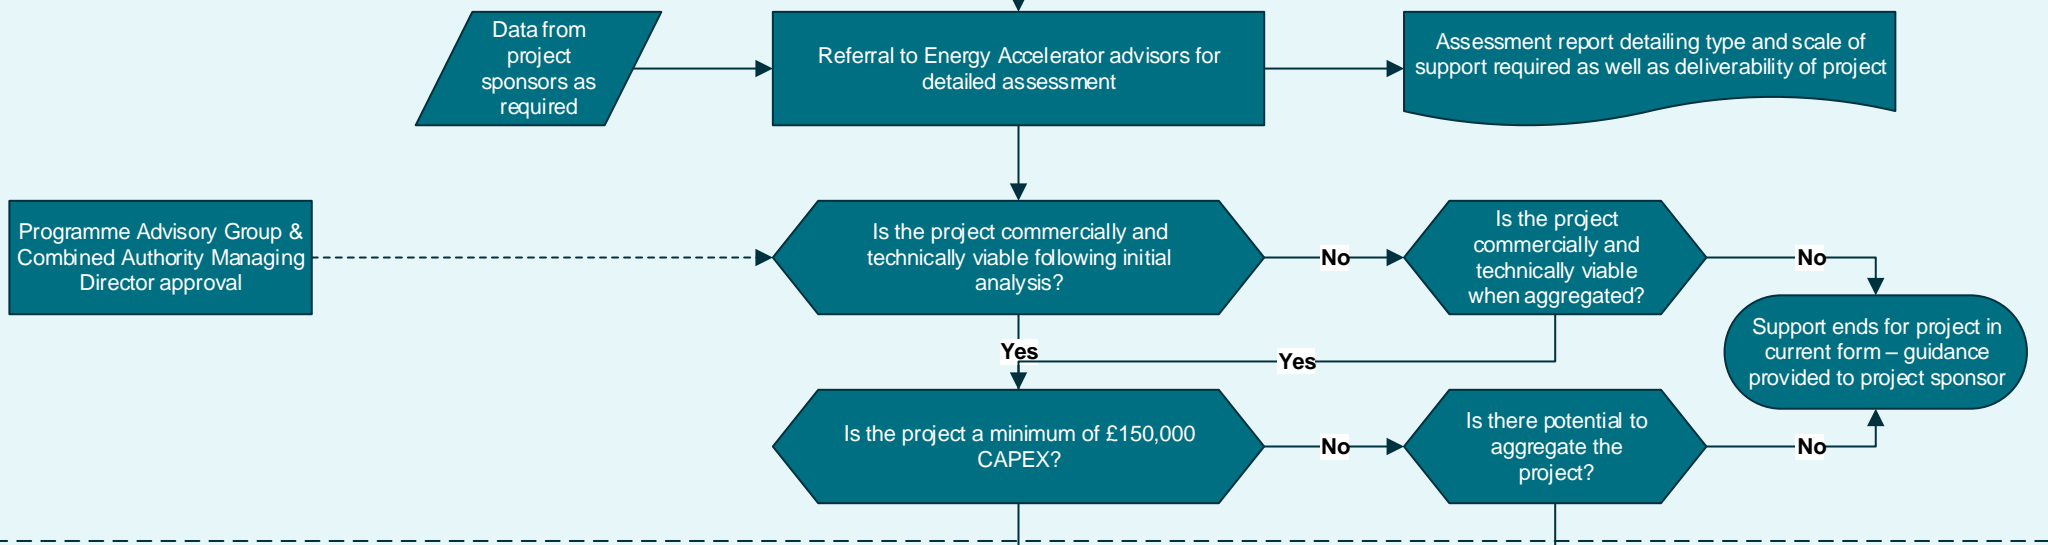 Data from
project
sponsors as
required
Referral to Energy Accelerator advisors for
detailed assessment
Assessment report detailing type and scale of
support required as well as deliverability of project
Programme Advisory Group &
Combined Authority Managing
Director approval
Is the project commercially and
technically viable following initial
analysis?
No
Is the project
commercially and
technically viable
when aggregated?
No
Support ends for project in
current form – guidance
provided to project sponsor
Yes
Yes
Is the project a minimum of £150,000
CAPEX?
No
Is there potential to
aggregate the
project?
No